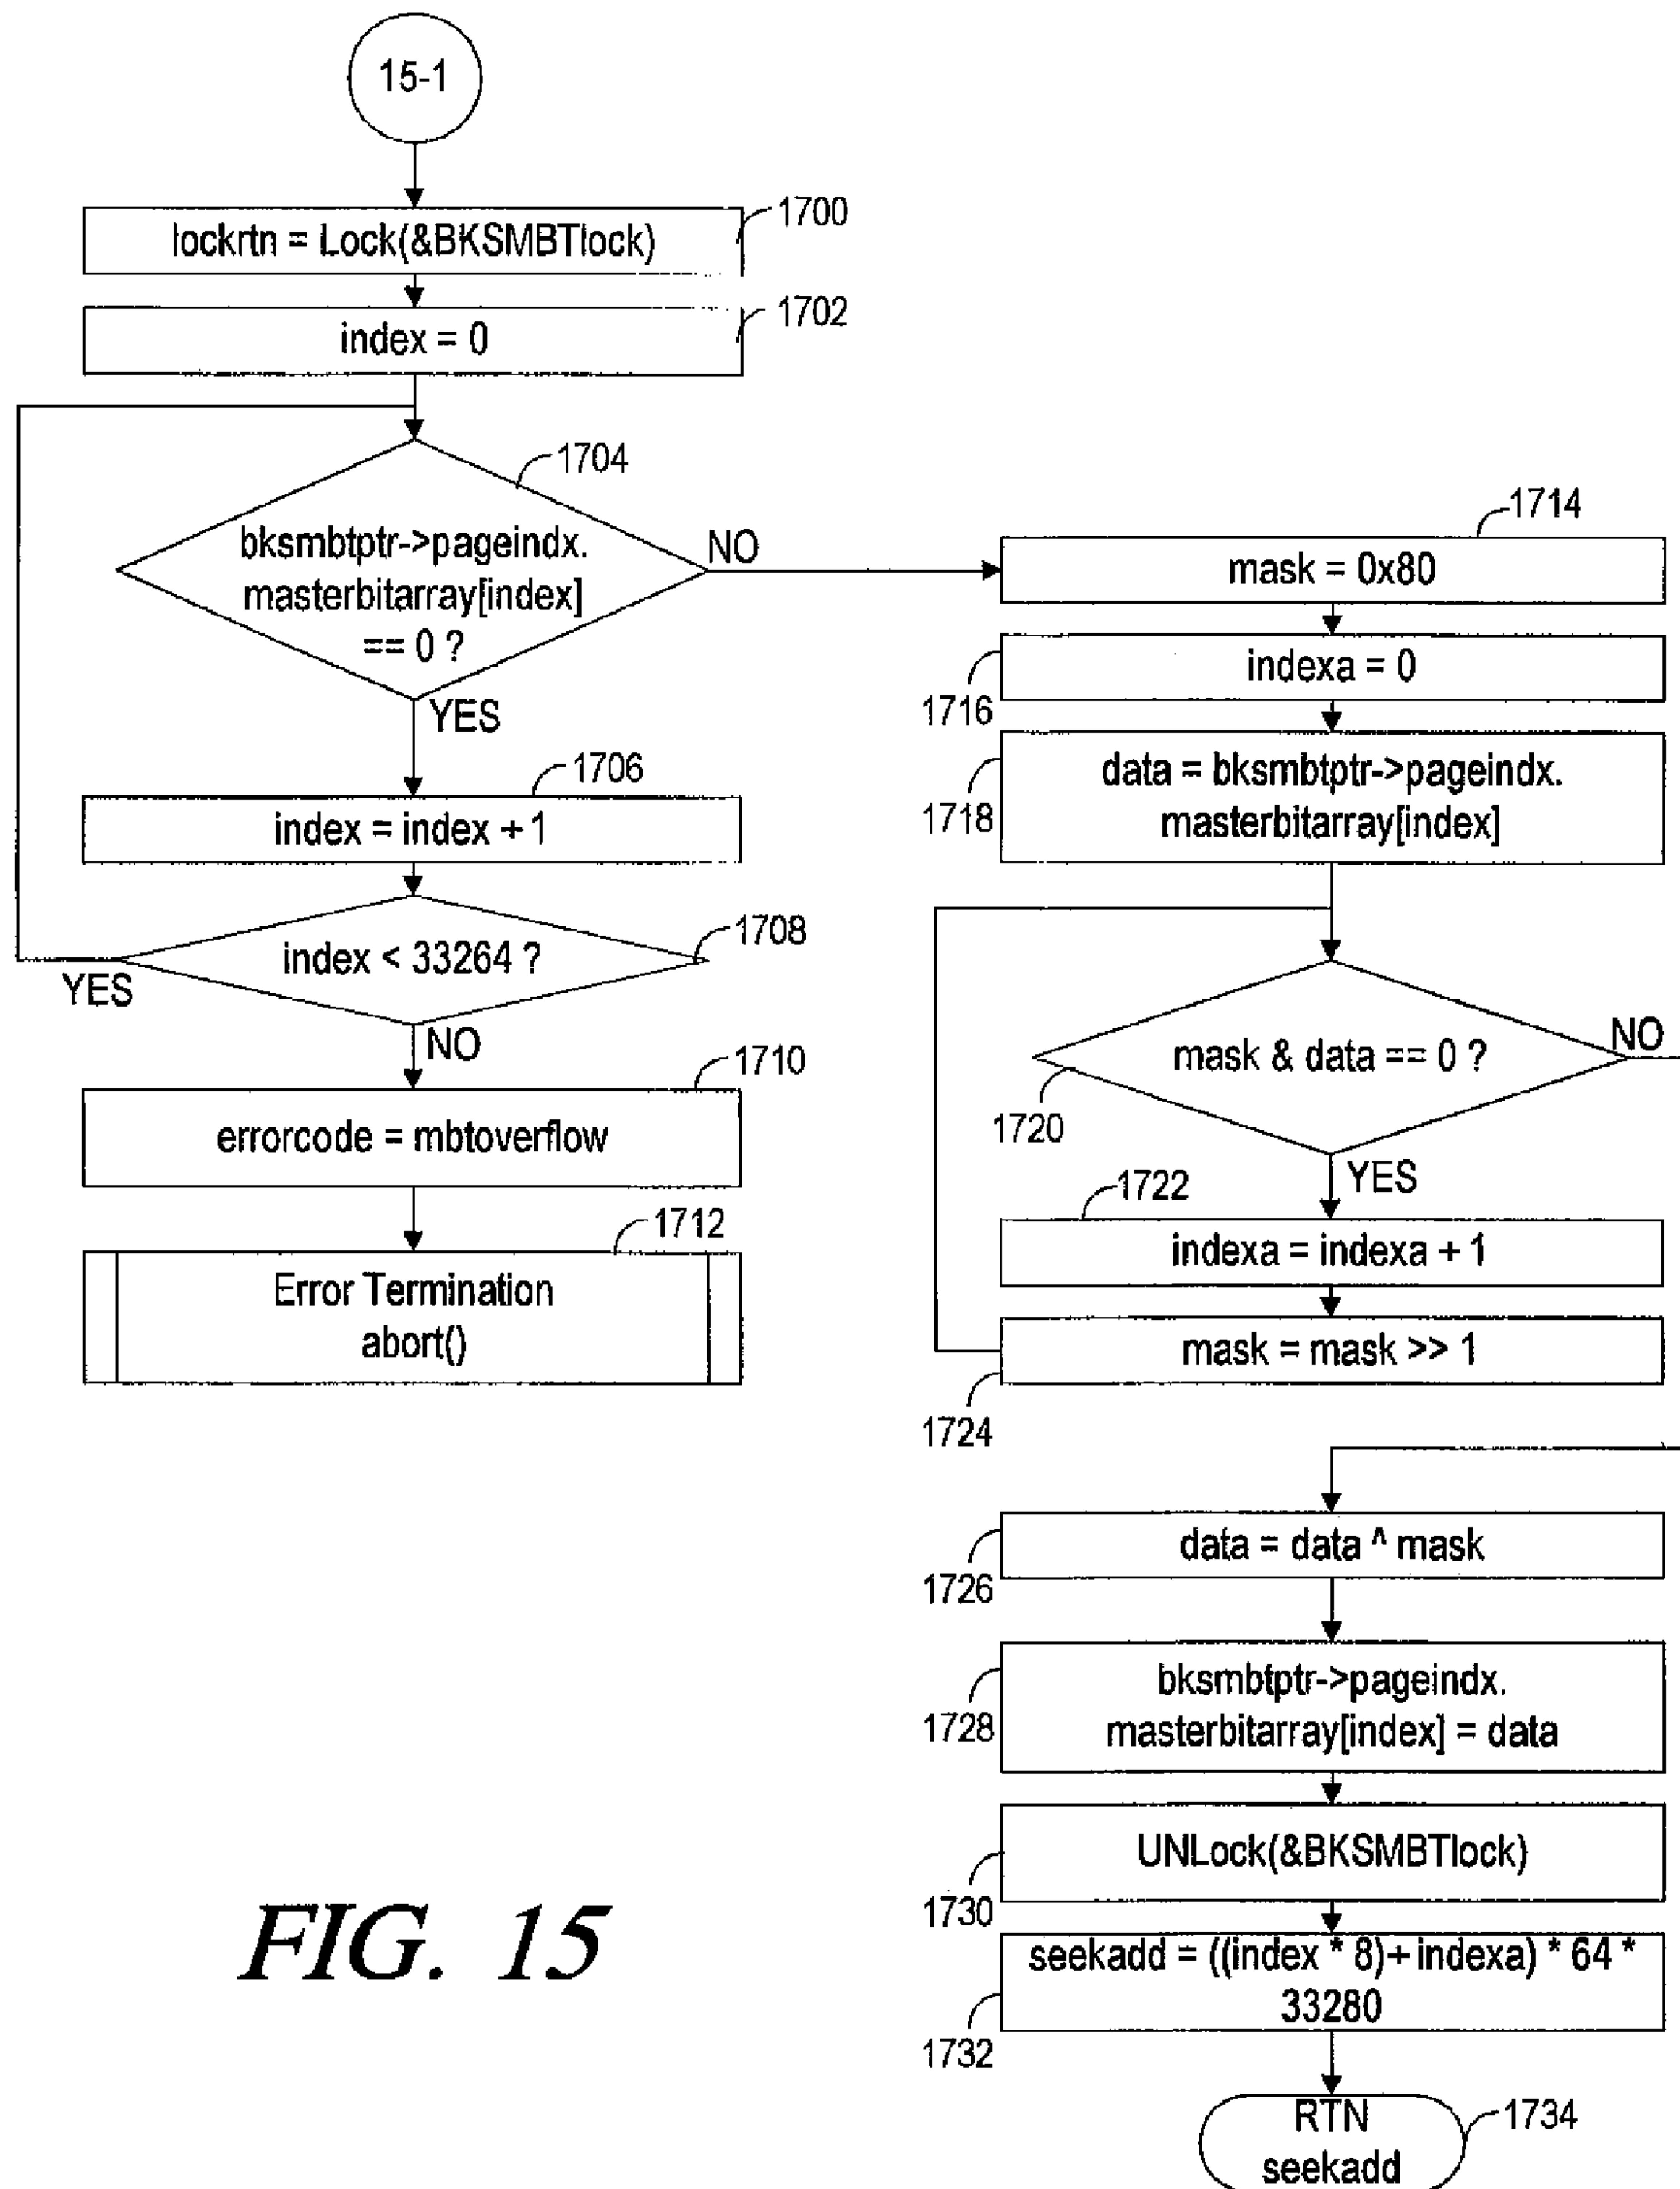 15-1
1700
lockrtn = Lock(&BKSMBTlock)
1702
index = 0
1704
bksmbtptr->pageindx.
masterbitarray[index]
== 0 ?
NO
YES
1706
index = index + 1
1708
index < 33264 ?
YES
NO
1710
errorcode = mbtoverflow
1712
Error Termination
abort()
1714
mask = 0x80
1716
indexa = 0
1718
data = bksmbtptr->pageindx.
masterbitarray[index]
1720
mask & data == 0 ?
NO
YES
1722
indexa = indexa + 1
mask = mask >> 1
1724
data = data ^ mask
1726
bksmbtptr->pageindx.
1728
masterbitarray[index] = data
UNLock(&BKSMBTlock)
1730
seekadd = ((index * 8)+ indexa) * 64 *
33280
1732
RTN
seekadd
1734
FIG. 15